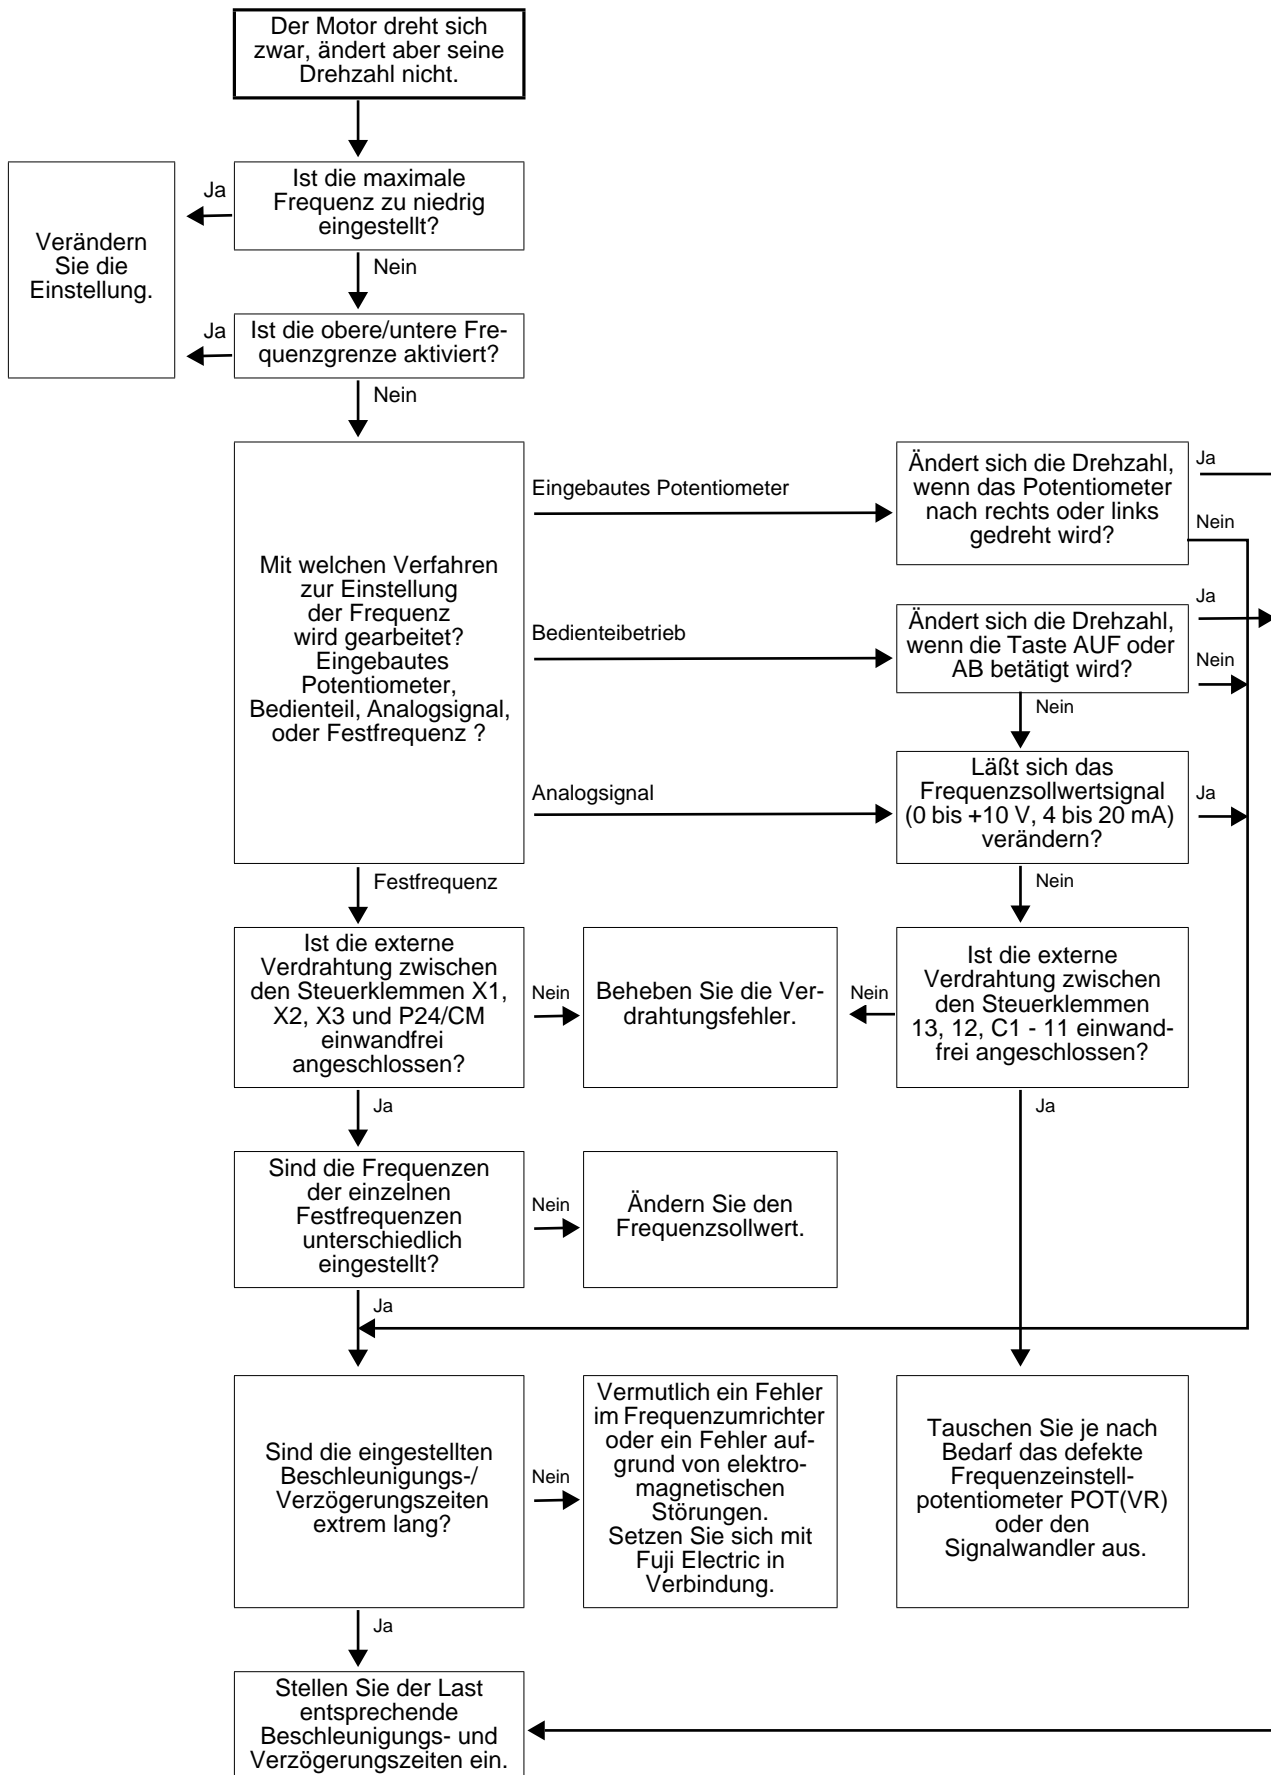 Der Motor dreht sich
zwar, ändert aber seine
Drehzahl nicht.
Ja
Ist die maximale
Frequenz zu niedrig
eingestellt?
Verändern
Sie die
Einstellung.
Nein
Ja
Ist die obere/untere Fre-
quenzgrenze aktiviert?
Nein
Mit welchen Verfahren
zur Einstellung
der Frequenz
wird gearbeitet?
Eingebautes
Potentiometer,
Bedienteil, Analogsignal,
oder Festfrequenz ?
Eingebautes Potentiometer
Ändert sich die Drehzahl,
wenn das Potentiometer
nach rechts oder links
gedreht wird?
Ja
Nein
Bedienteibetrieb
Ändert sich die Drehzahl,
wenn die Taste AUF oder
AB betätigt wird?
Ja
Nein
Nein
Analogsignal
Läßt sich das
Frequenzsollwertsignal
(0 bis +10 V, 4 bis 20 mA)
verändern?
Ja
Nein
Festfrequenz
Ist die externe
Verdrahtung zwischen
den Steuerklemmen X1,
X2, X3 und P24/CM
einwandfrei
angeschlossen?
Nein
Beheben Sie die Ver-
drahtungsfehler.
Nein
Ist die externe
Verdrahtung zwischen
den Steuerklemmen
13, 12, C1 - 11 einwand-
frei angeschlossen?
Ja
Ja
Sind die Frequenzen
der einzelnen
Festfrequenzen
unterschiedlich
eingestellt?
Nein
Ändern Sie den
Frequenzsollwert.
Ja
Sind die eingestellten
Beschleunigungs-/
Verzögerungszeiten
extrem lang?
Nein
Vermutlich ein Fehler
im Frequenzumrichter
oder ein Fehler auf-
grund von elektro-
magnetischen
Störungen.
Setzen Sie sich mit
Fuji Electric in
Verbindung.
Tauschen Sie je nach
Bedarf das defekte
Frequenzeinstell-
potentiometer POT(VR)
oder den
Signalwandler aus.
Ja
Stellen Sie der Last
entsprechende
Beschleunigungs- und
Verzögerungszeiten ein.